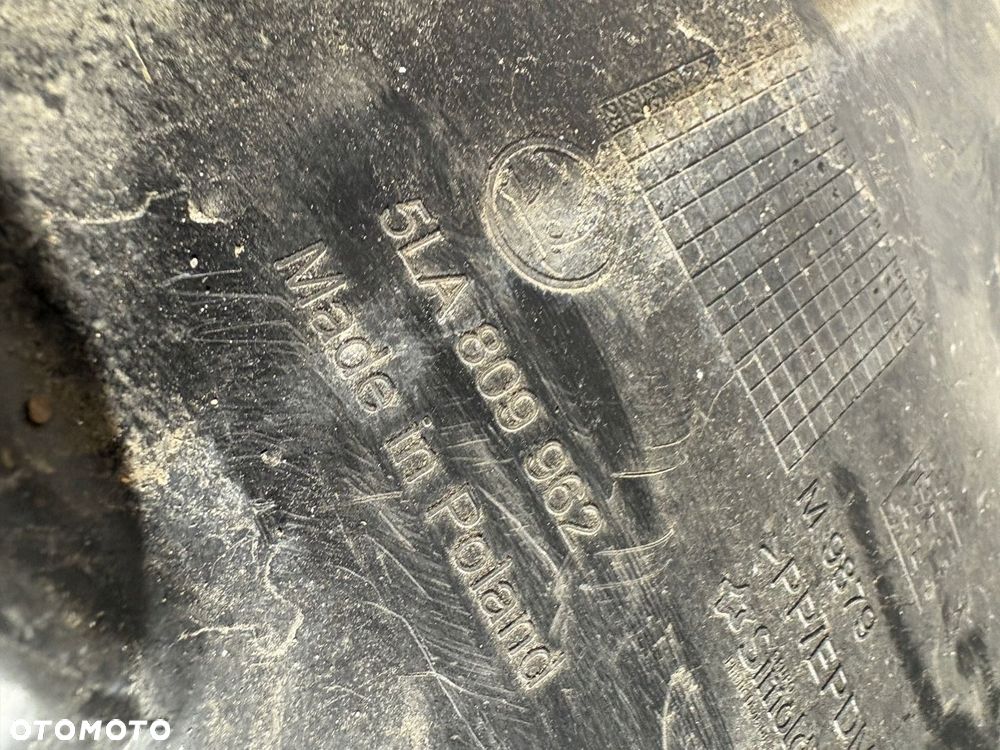 5LA 809 962
Made in Poland
M 9879
OTOMOTO